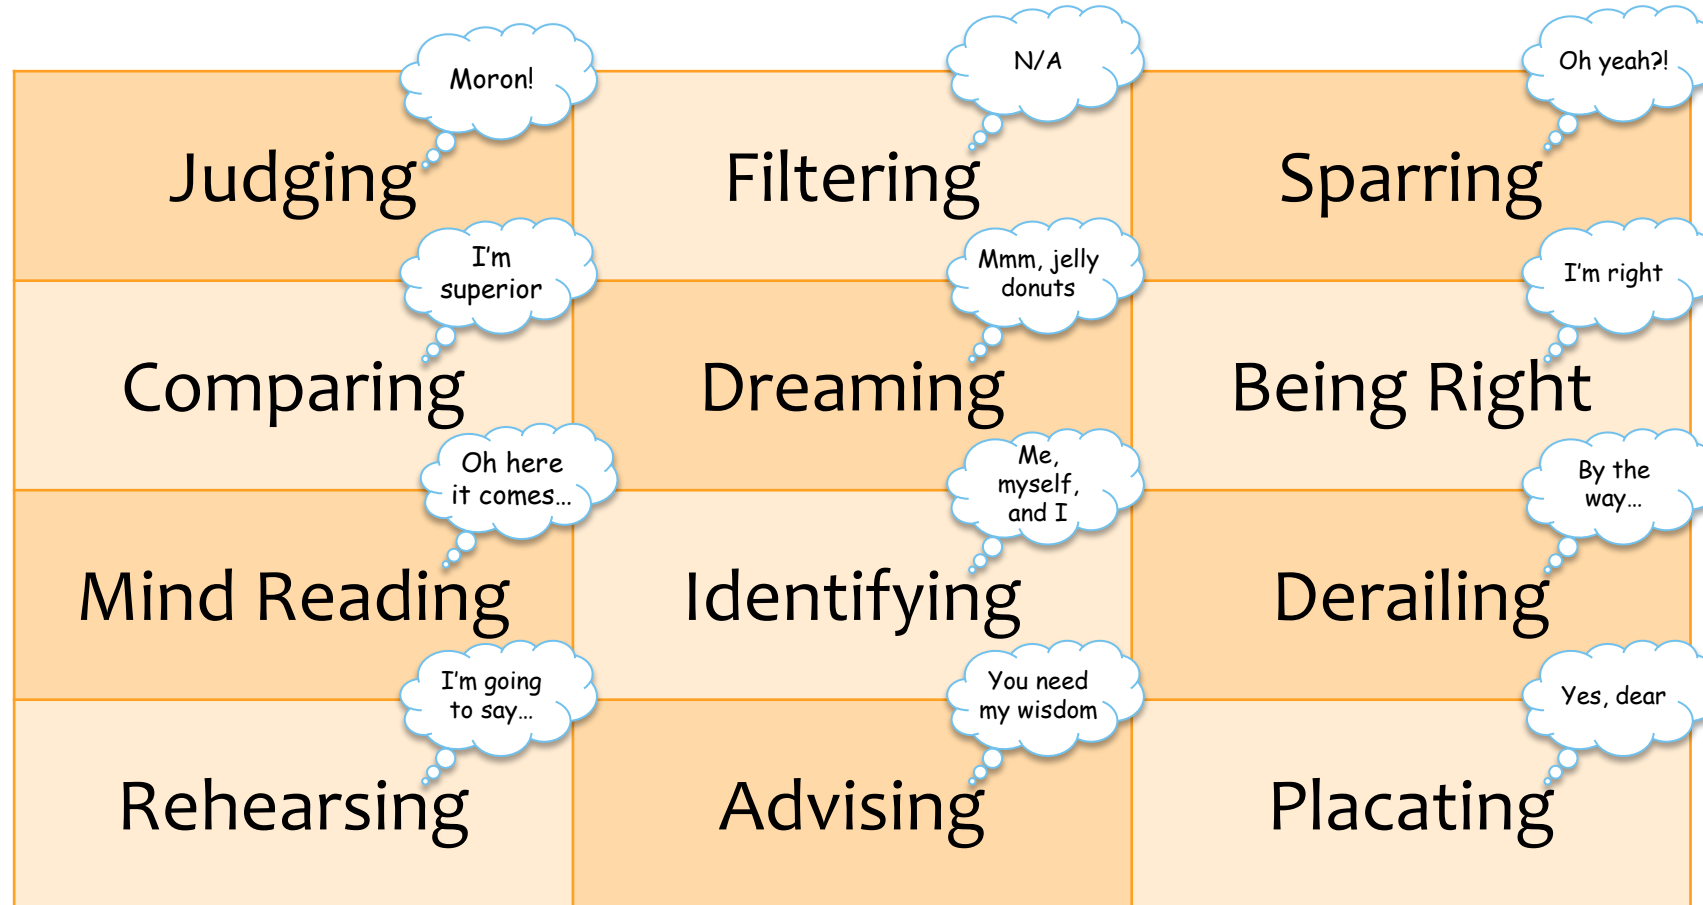 Moron!
Judging
N/A
Filtering
Oh yeah?!
Sparring
I'm
superior
Comparing
Mmm, jelly
donuts
Dreaming
I'm right
Being Right
Oh here
it comes...
Mind Reading
Me,
myself,
and I
Identifying
By the
way...
Derailing
I'm going
to say...
Rehearsing
You need
my wisdom
Advising
Yes, dear
Placating